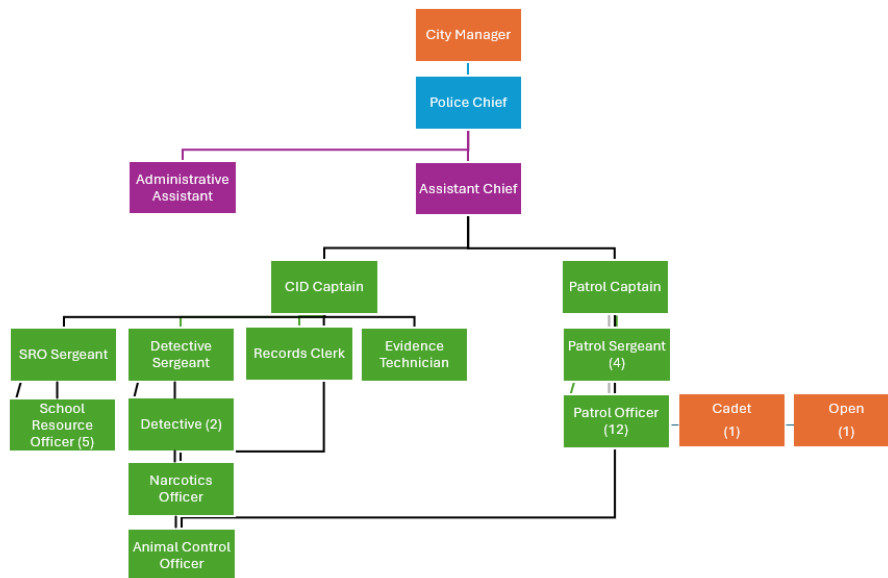 City Manager
Police Chief
Administrative
Assistant
Assistant Chief
CID Captain
Patrol Captain
SRO Sergeant
Detective
Sergeant
Records Clerk
Evidence
Technician
Patrol Sergeant
(4)
School
Resource
Officer (5)
Detective (2)
Patrol Officer
(12)
Cadet
(1)
Open
(1)
Narcotics
Officer
Animal Control
Officer